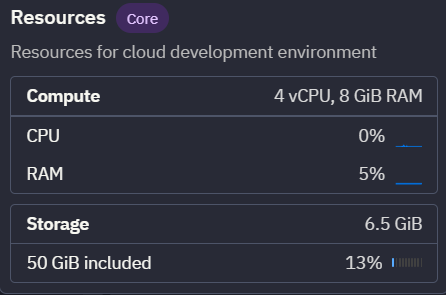 Resources Core
Resources for cloud development environment
Compute 4 vCPU, 8 GiB RAM
CPU 0%
RAM 5%
Storage 6.5 GiB
50 GiB included 13%